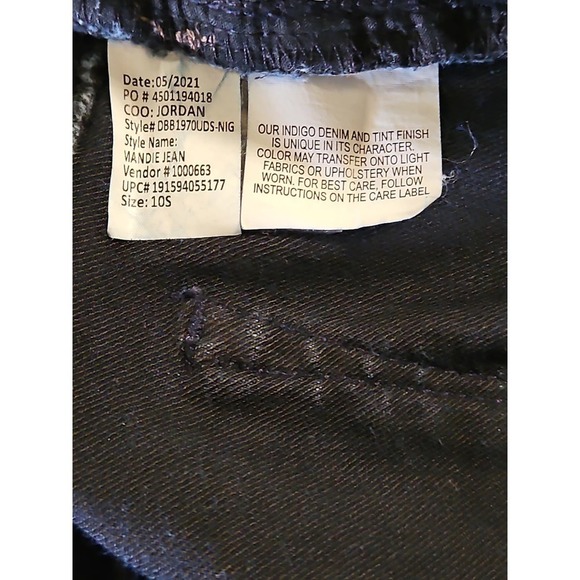 Date:05/2021
PO # 4501194018
COO: JORDAN
Style#DBB1970UDS-NIG
Style Name:
MANDIE JEAN
Vendor #1000663
UPC# 191594055177
Size: 10S
OUR INDIGO DENIM AND TINT FINISH
IS UNIQUE IN ITS CHARACTER.
COLOR MAY TRANSFER ONTO LIGHT
FABRICS OR UPHOLSTERY WHEN
WORN. FOR BEST CARE, FOLLOW
INSTRUCTIONS ON THE CARE LABEL